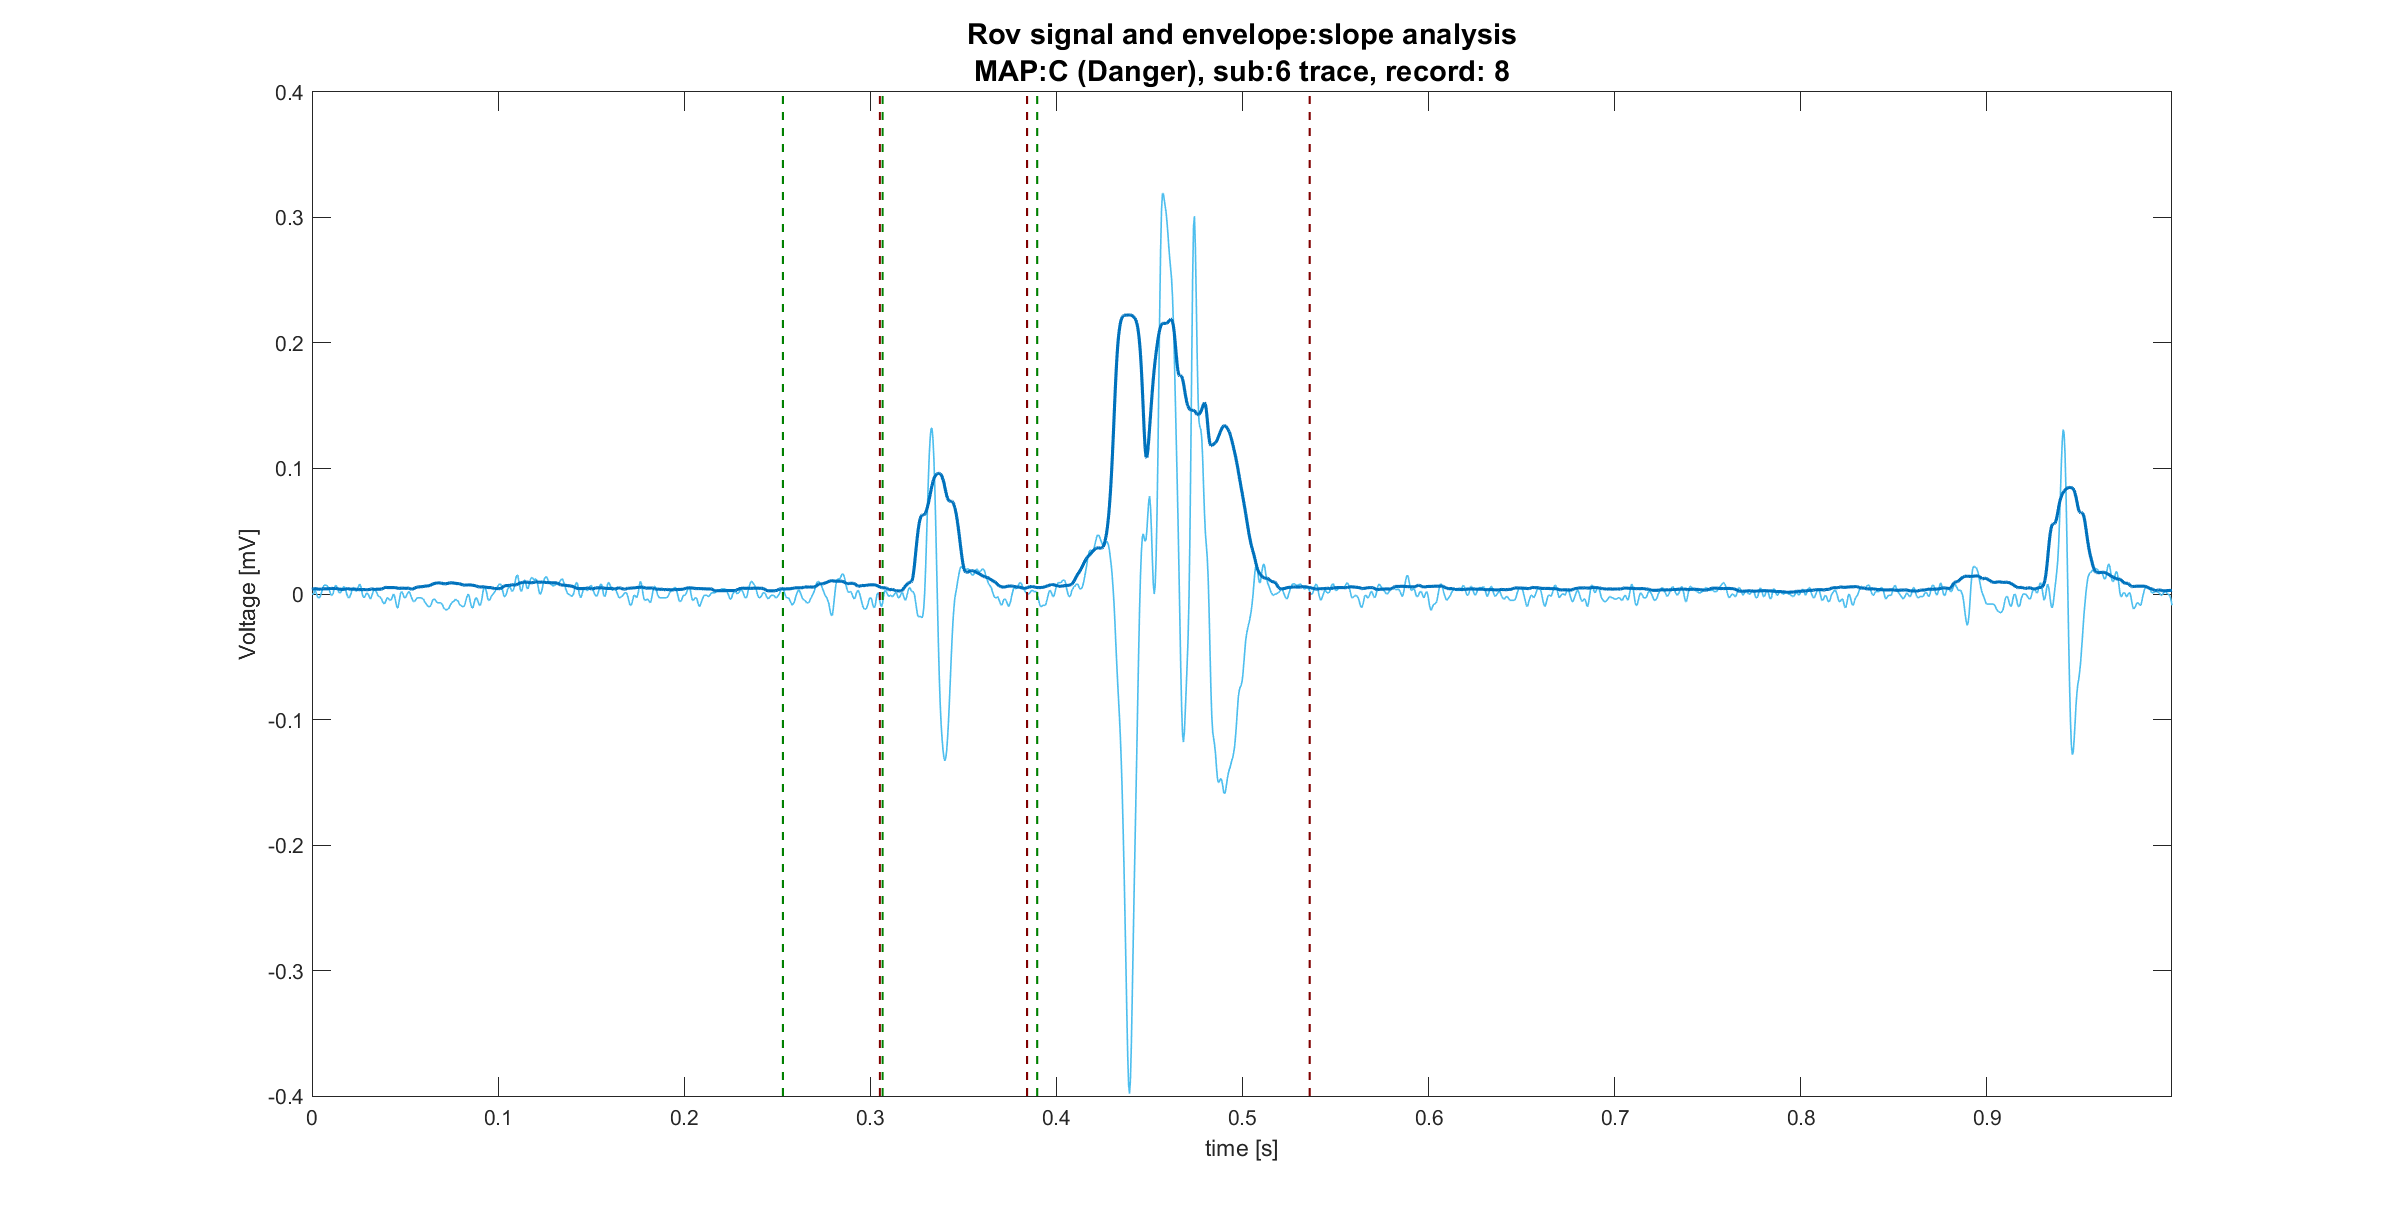 Rov signal and envelope:slope analysis
MAP:C (Danger), sub:6 trace, record: 8
0.4
0.3
0.2
0.1
0
-0.1
-0.2
-0.3
-0.4
Voltage [mV]
0 0.1 0.2 0.3 0.4 0.5 0.6 0.7 0.8 0.9
time [s]